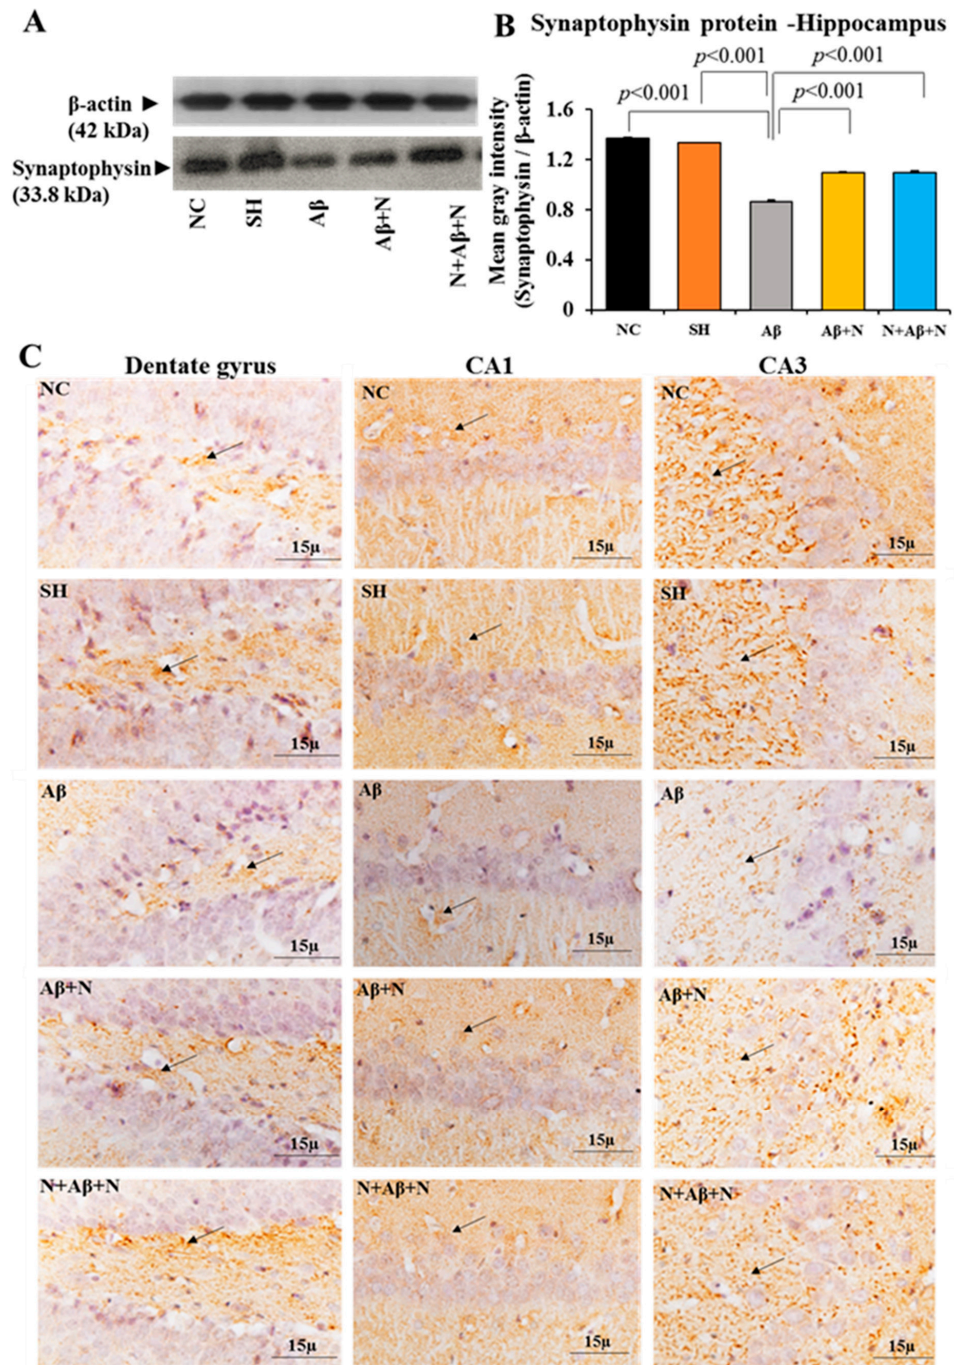 A
β-actin
(42 kDa)
Synaptophysin
(33.8 kDa)
NC
SH
Aβ
Aβ+N
N+Aβ+N
B Synaptophysin protein -Hippocampus
p<0.001
p<0.001
p<0.001
p<0.001
Mean gray intensity
(Synaptophysin / β-actin)
1.6
1.2
0.8
0.4
0
NC SH Aβ Aβ+N N+Aβ+N
C
Dentate gyrus CA1 CA3
NC NC NC
15µ 15µ 15µ
SH SH SH
15µ 15µ 15µ
Aβ Aβ Aβ
15µ 15µ 15µ
Aβ+N Aβ+N Aβ+N
15µ 15µ 15µ
N+Aβ+N N+Aβ+N N+Aβ+N
15µ 15µ 15µ